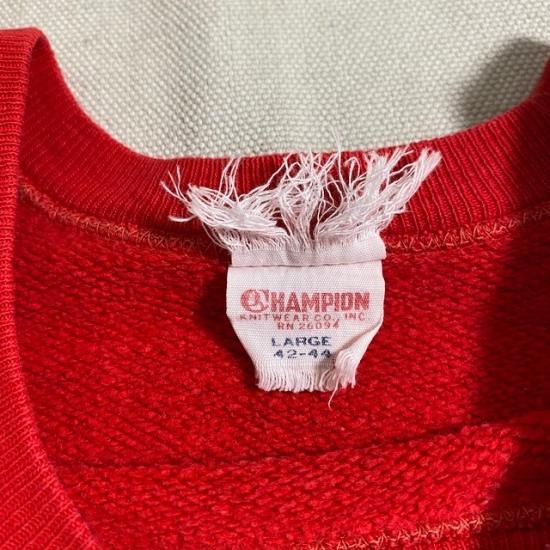 CHAMPION
KNITWEAR CO., INC.
RN 26094
LARGE
42-44